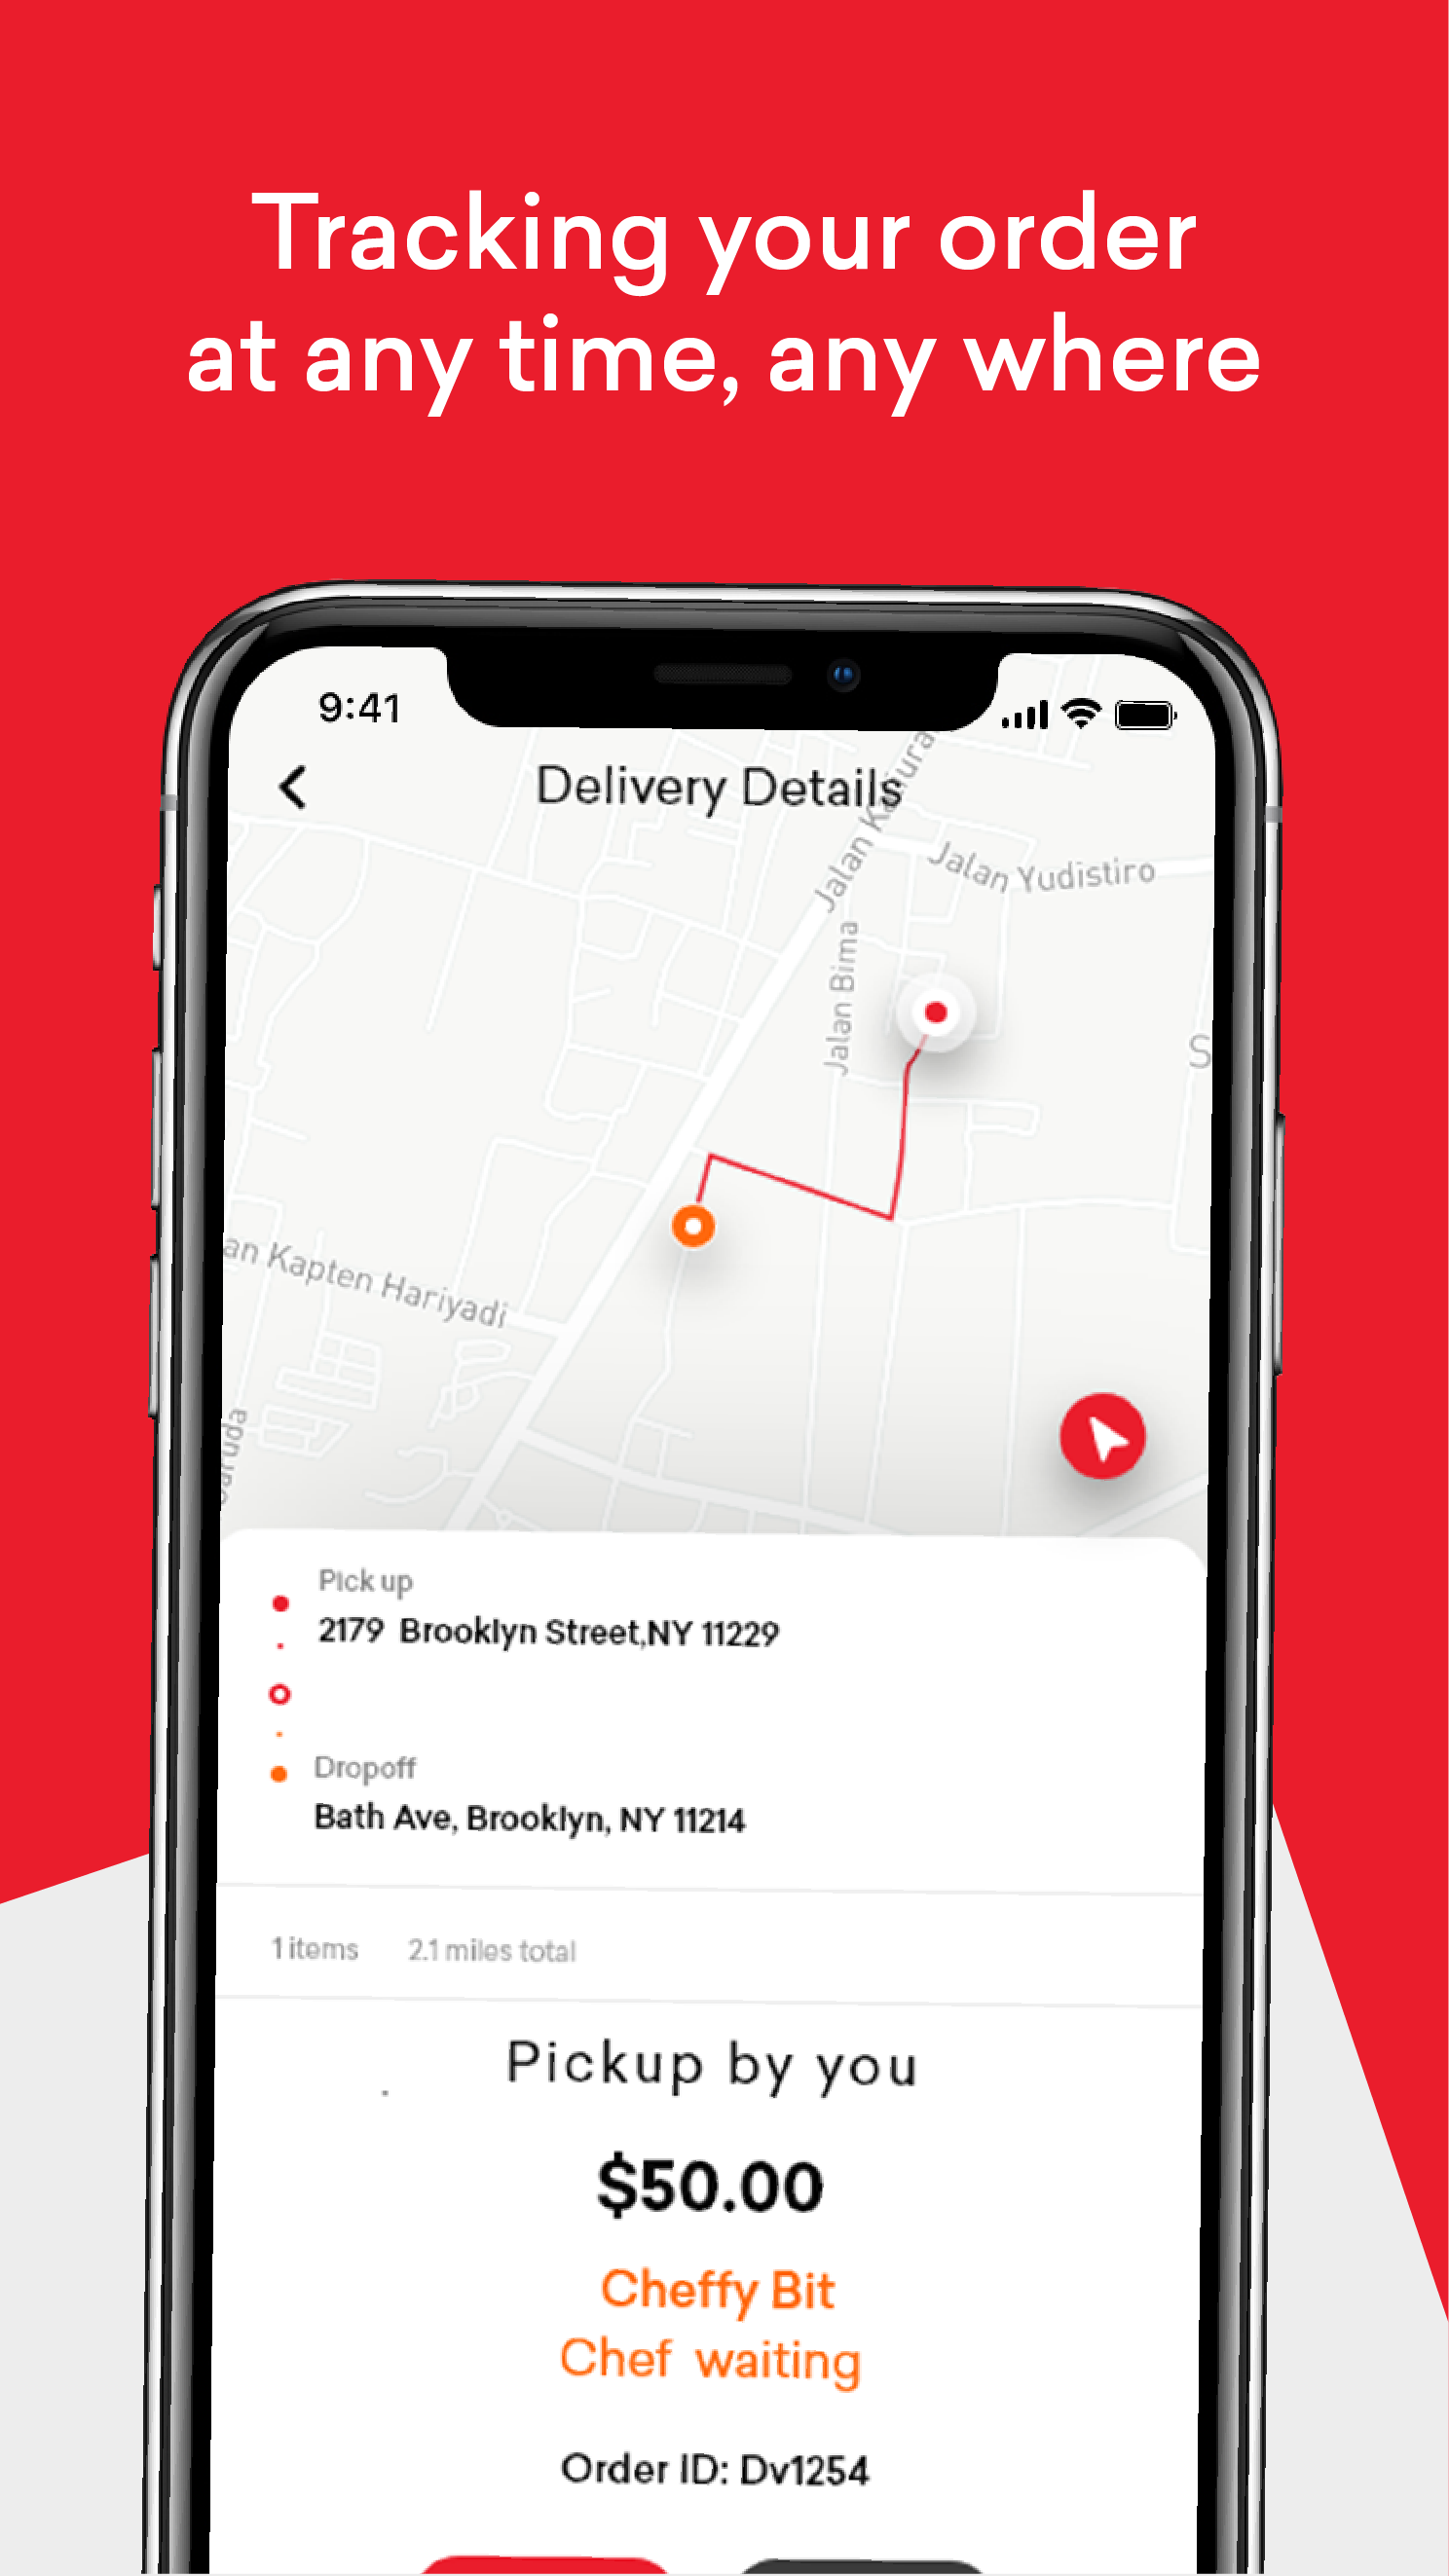 Tracking your order
at any time, any where
9:41
Delivery Details
Jalan
Jalan Yudistiro
Jalan Bima
S
an Kapten Hariyadi
Pick up
2179 Brooklyn Street,NY 11229
Dropoff
Bath Ave, Brooklyn, NY 11214
1 items 2.1 miles total
Pickup by you
$50.00
Cheffy Bit
Chef waiting
Order ID: Dv1254